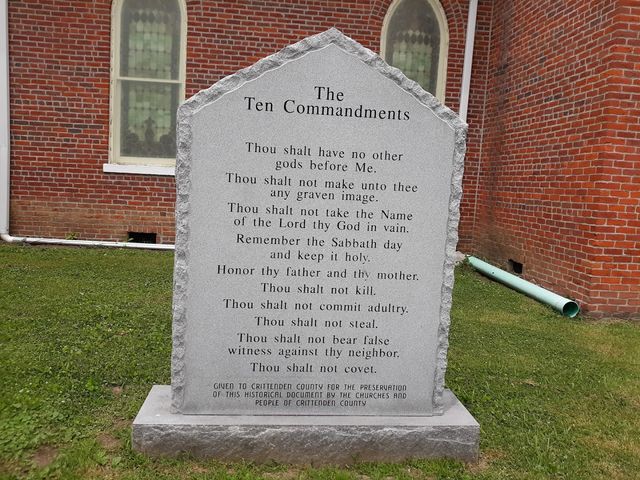 The
Ten Commandments
Thou shalt have no other
gods before Me.
Thou shalt not make unto thee
any graven image.
Thou shalt not take the Name
of the Lord thy God in vain.
Remember the Sabbath day
and keep it holy.
Honor thy father and thy mother.
Thou shalt not kill.
Thou shalt not commit adultry.
Thou shalt not steal.
Thou shalt not bear false
witness against thy neighbor.
Thou shalt not covet.
GIVEN TO CRITTENDEN COUNTY FOR THE PRESERVATION
OF THIS HISTORICAL DOCUMENT BY THE CHURCHES AND
PEOPLE OF CRITTENDEN COUNTY